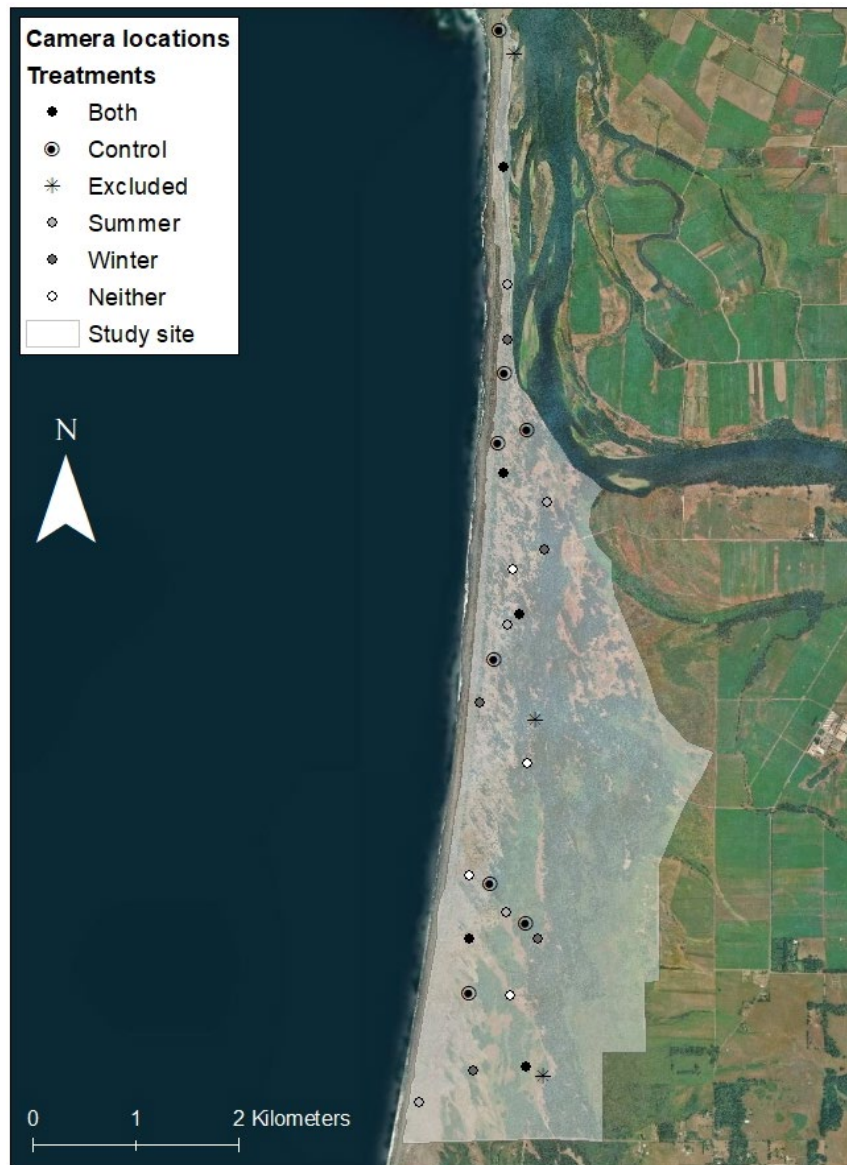 Camera locations
Treatments
Both
Control
Excluded
Summer
Winter
Neither
Study site
N
0 1 2 Kilometers